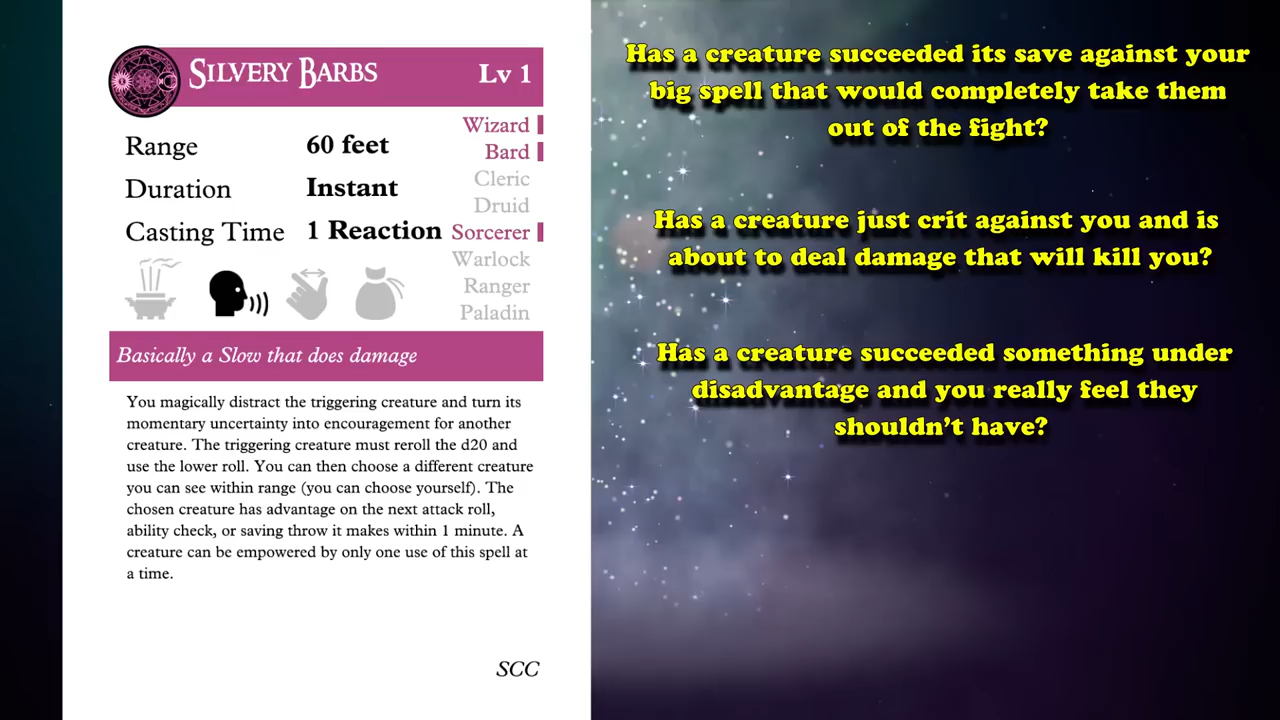 SILVERY BARBS
Lv 1
Range 60 feet
Duration Instant
Casting Time 1 Reaction
Wizard
Bard
Cleric
Druid
Sorcerer
Warlock
Ranger
Paladin
Basically a Slow that does damage
You magically distract the triggering creature and turn its
momentary uncertainty into encouragement for another
creature. The triggering creature must reroll the d20 and
use the lower roll. You can then choose a different creature
you can see within range (you can choose yourself). The
chosen creature has advantage on the next attack roll,
ability check, or saving throw it makes within 1 minute. A
creature can be empowered by only one use of this spell at
a time.
SCC
Has a creature succeeded its save against your
big spell that would completely take them
out of the fight?
Has a creature just crit against you and is
about to deal damage that will kill you?
Has a creature succeeded something under
disadvantage and you really feel they
shouldn't have?